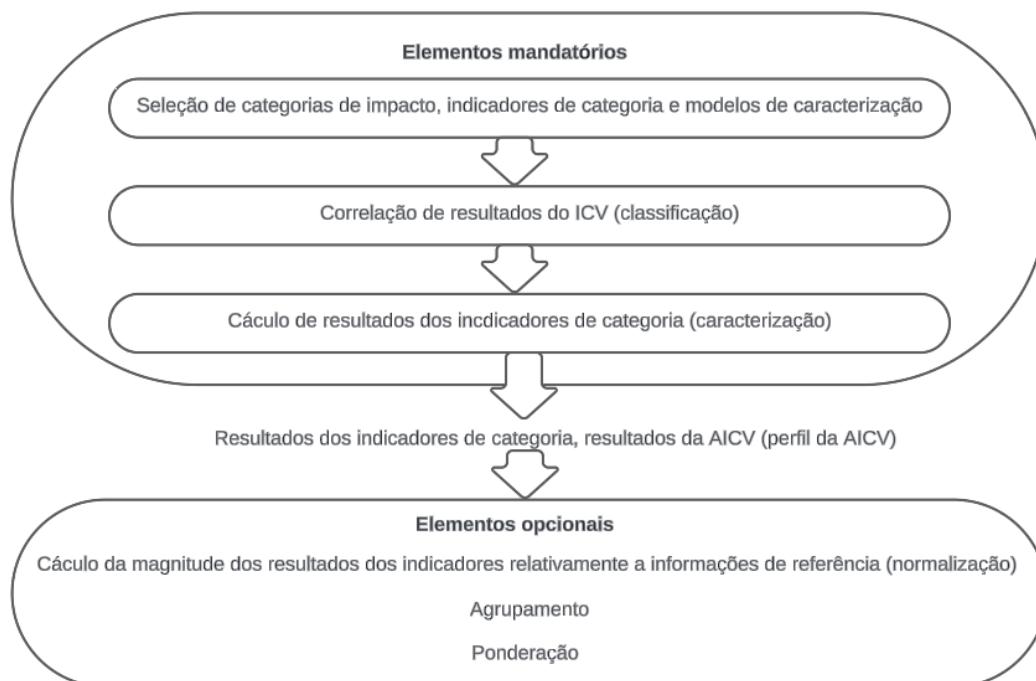 Elementos mandatórios
Seleção de categorias de impacto, indicadores de categoria e modelos de caracterização
Correlação de resultados do ICV (classificação)
Cáculo de resultados dos incdicadores de categoria (caracterização)
Resultados dos indicadores de categoria, resultados da AICV (perfil da AICV)
Elementos opcionais
Cáculo da magnitude dos resultados dos indicadores relativamente a informações de referência (normalização)
Agrupamento
Ponderação